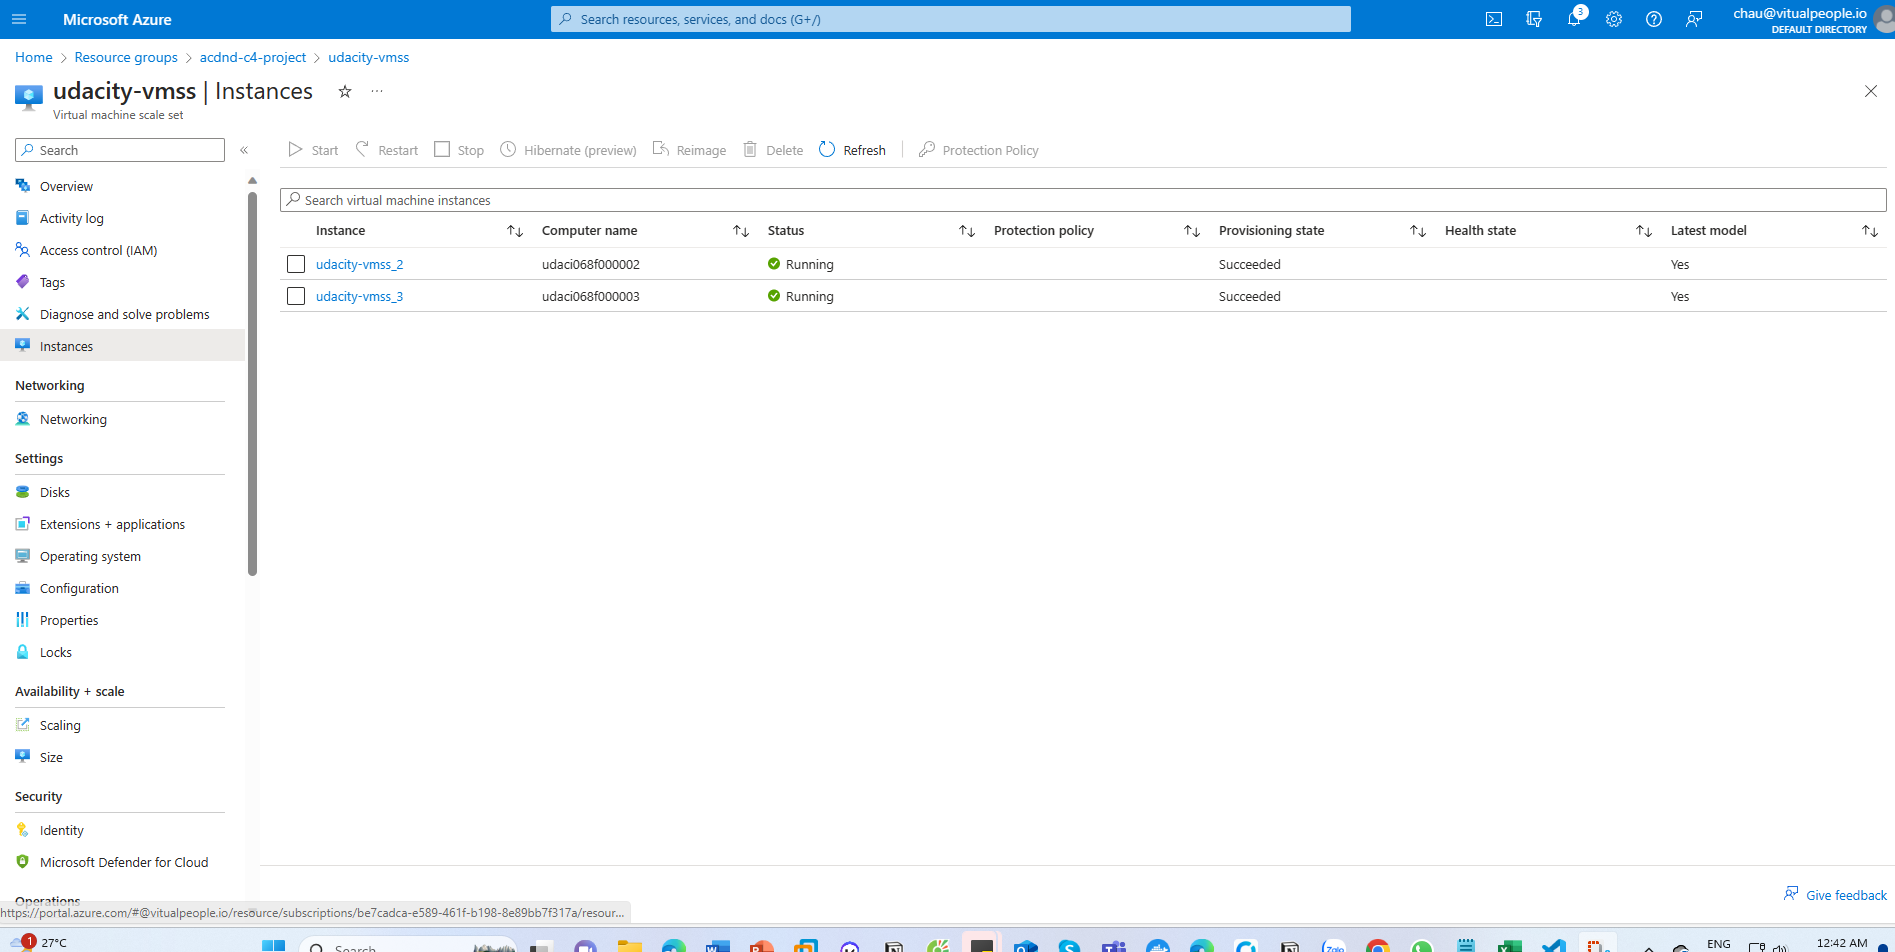 Microsoft Azure
Search resources, services, and docs (G+/)
3
chau@vitualpeople.io
DEFAULT DIRECTORY
Home > Resource groups > acdnd-c4-project > udacity-vmss
udacity-vmss | Instances
Virtual machine scale set
Search
«
Start Restart Stop Hibernate (preview) Reimage Delete Refresh Protection Policy
Overview
Activity log
Access control (IAM)
Tags
Diagnose and solve problems
Instances
Networking
Networking
Settings
Disks
Extensions + applications
Operating system
Configuration
Properties
Locks
Availability + scale
Scaling
Size
Security
Identity
Microsoft Defender for Cloud
Operations
Search virtual machine instances
Instance Computer name Status Protection policy Provisioning state Health state Latest model
udacity-vmss_2 udaci068f000002 Running Succeeded Yes
udacity-vmss_3 udaci068f000003 Running Succeeded Yes
Give feedback
https://portal.azure.com/#@vitualpeople.io/resource/subscriptions/be7cadca-e589-461f-b198-8e89bb7f317a/resour...
1
27°C
Search
Zalo
ENG
12:42 AM